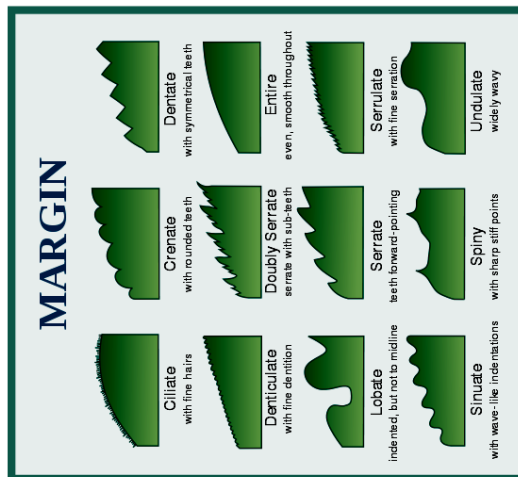 MARGIN
Ciliate
with fine hairs
Crenate
with rounded teeth
Dentate
with symmetrical teeth
Denticulate
with fine dentition
Doubly Serrate
serrate with sub-teeth
Entire
even, smooth throughout
Lobate
indented, but not to midline
Serrate
teeth forward-pointing
Serrulate
with fine serration
Sinuate
with wave-like indentations
Spiny
with sharp stiff points
Undulate
widely wavy